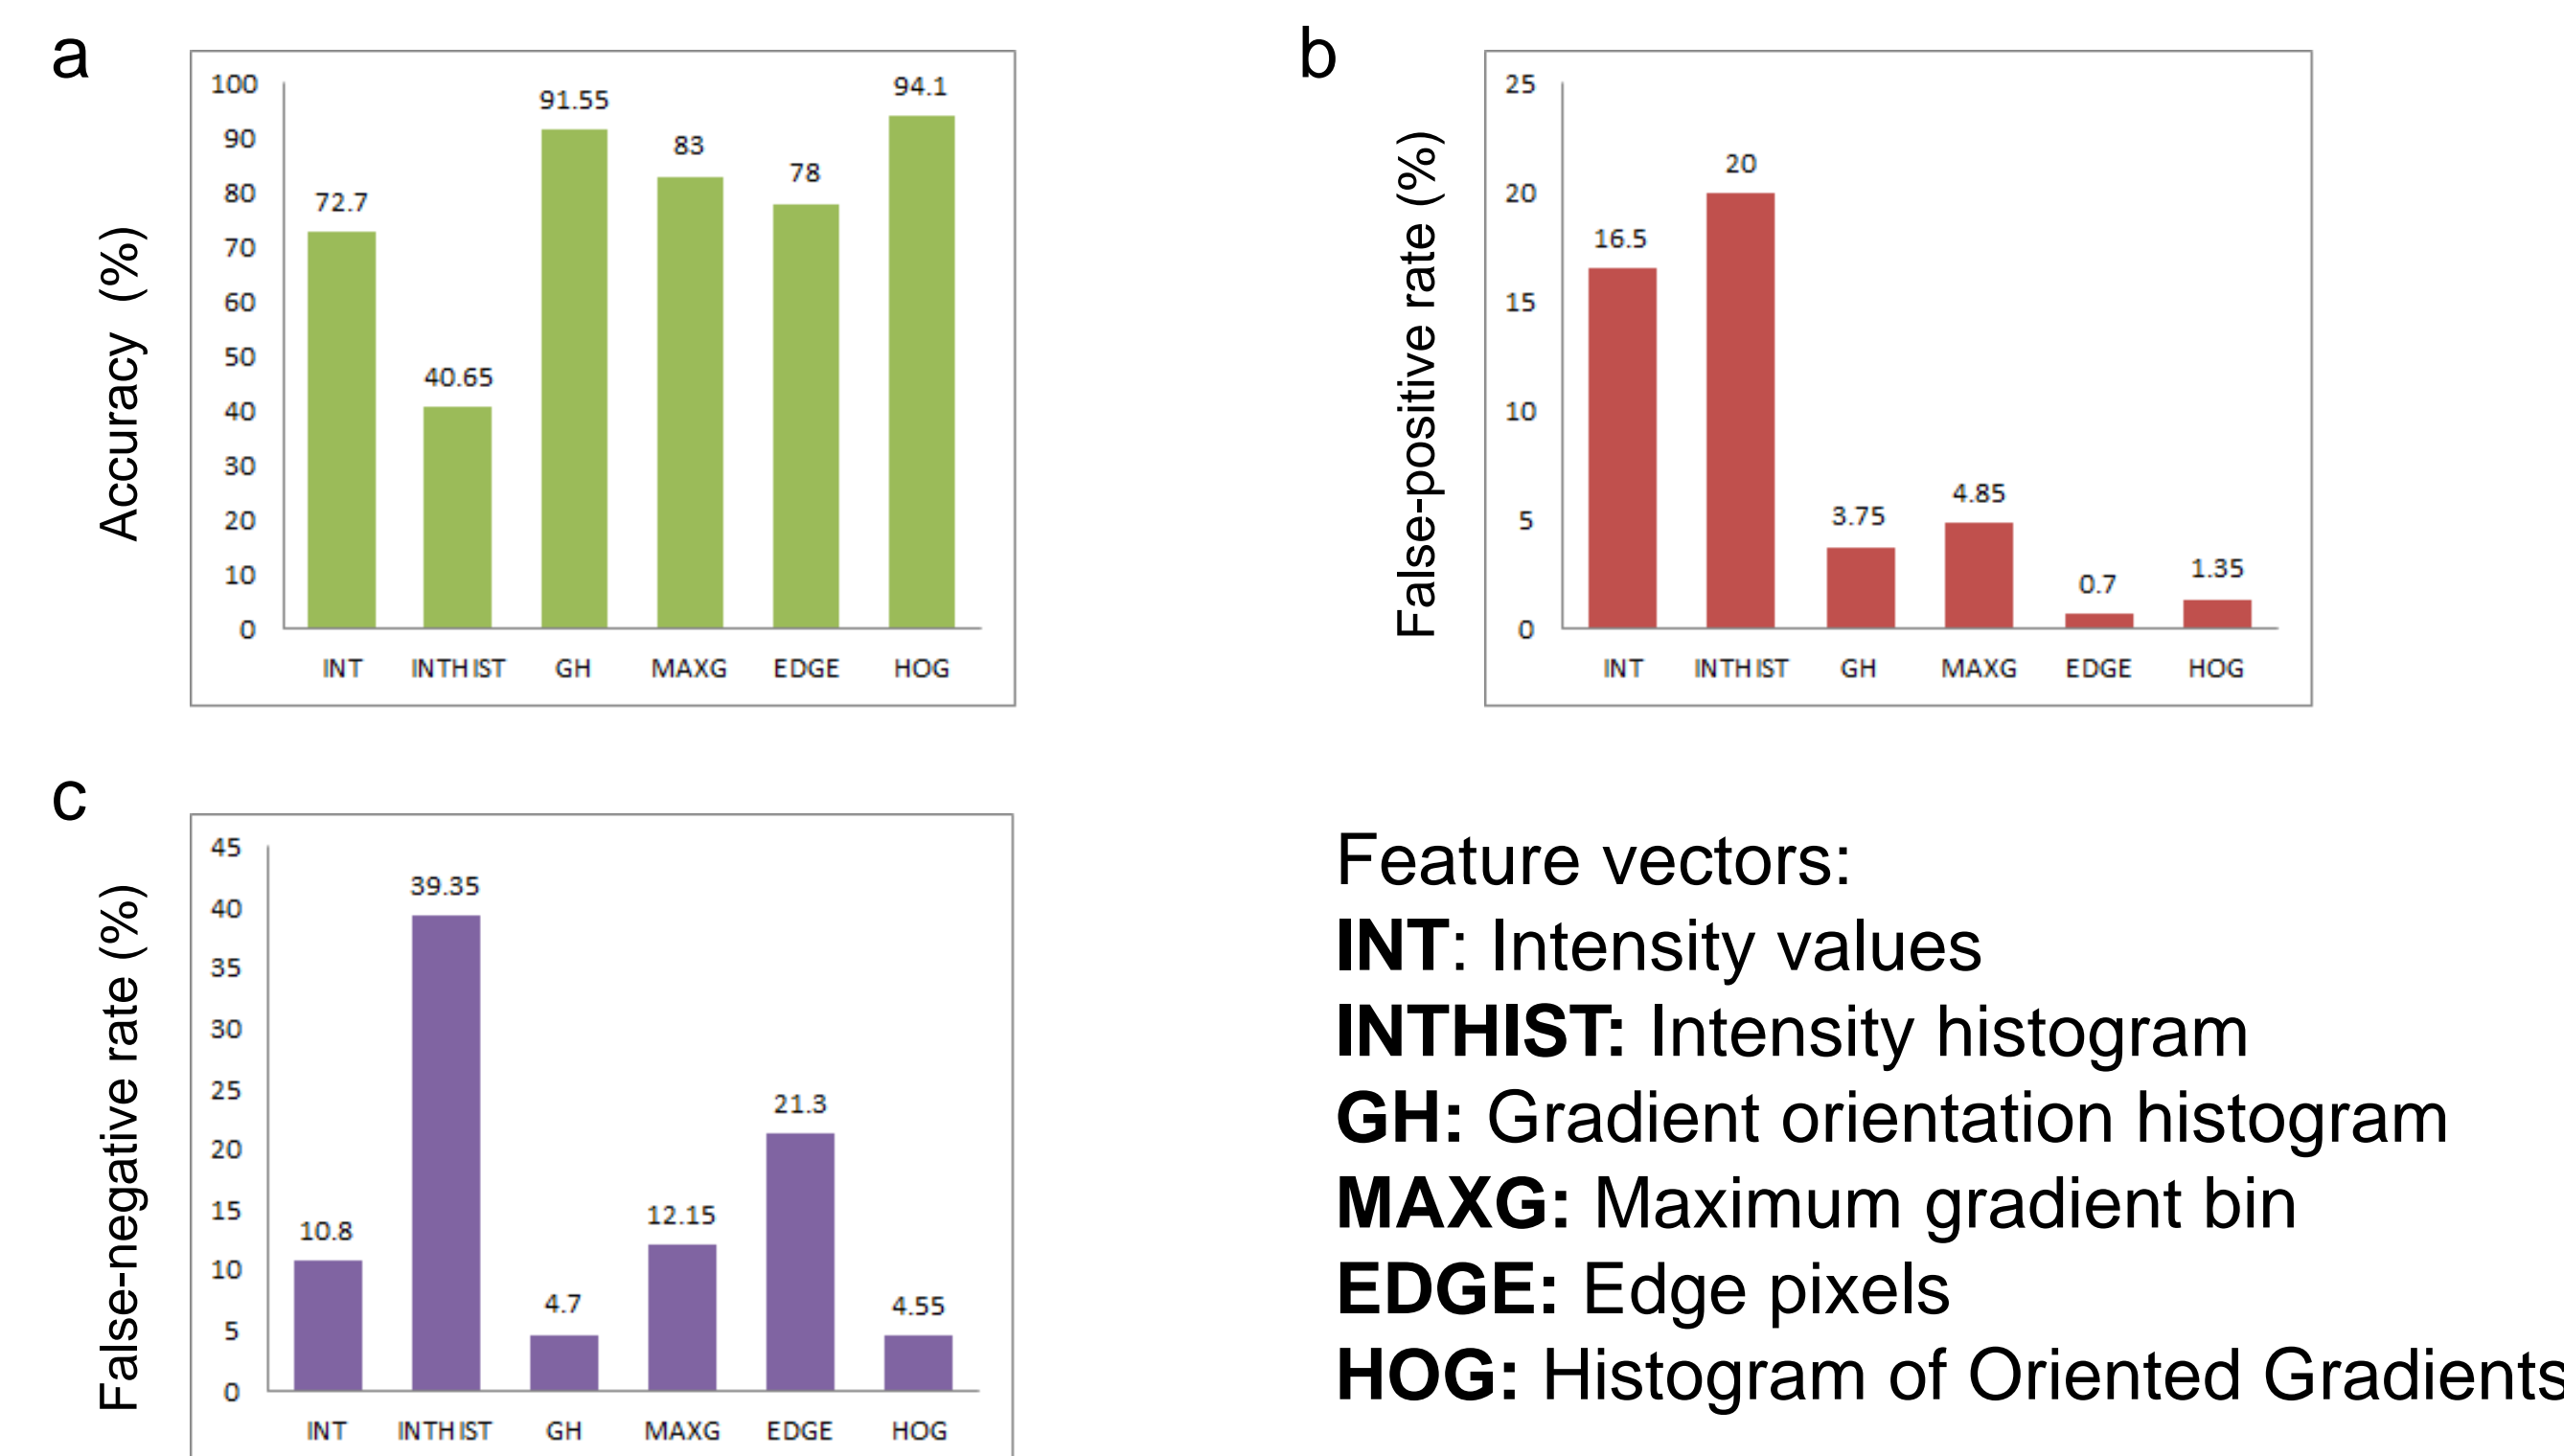 a
100
90
80
70
60
50
40
30
20
10
0
Accuracy (%)
72.7
40.65
91.55
83
78
94.1
INT INTHIST GH MAXG EDGE HOG
b
25
20
15
10
5
0
False-positive rate (%)
16.5
20
3.75
4.85
0.7
1.35
INT INTHIST GH MAXG EDGE HOG
c
45
40
35
30
25
20
15
10
5
0
False-negative rate (%)
10.8
39.35
4.7
12.15
21.3
4.55
INT INTHIST GH MAXG EDGE HOG
Feature vectors:
INT: Intensity values
INTHIST: Intensity histogram
GH: Gradient orientation histogram
MAXG: Maximum gradient bin
EDGE: Edge pixels
HOG: Histogram of Oriented Gradients